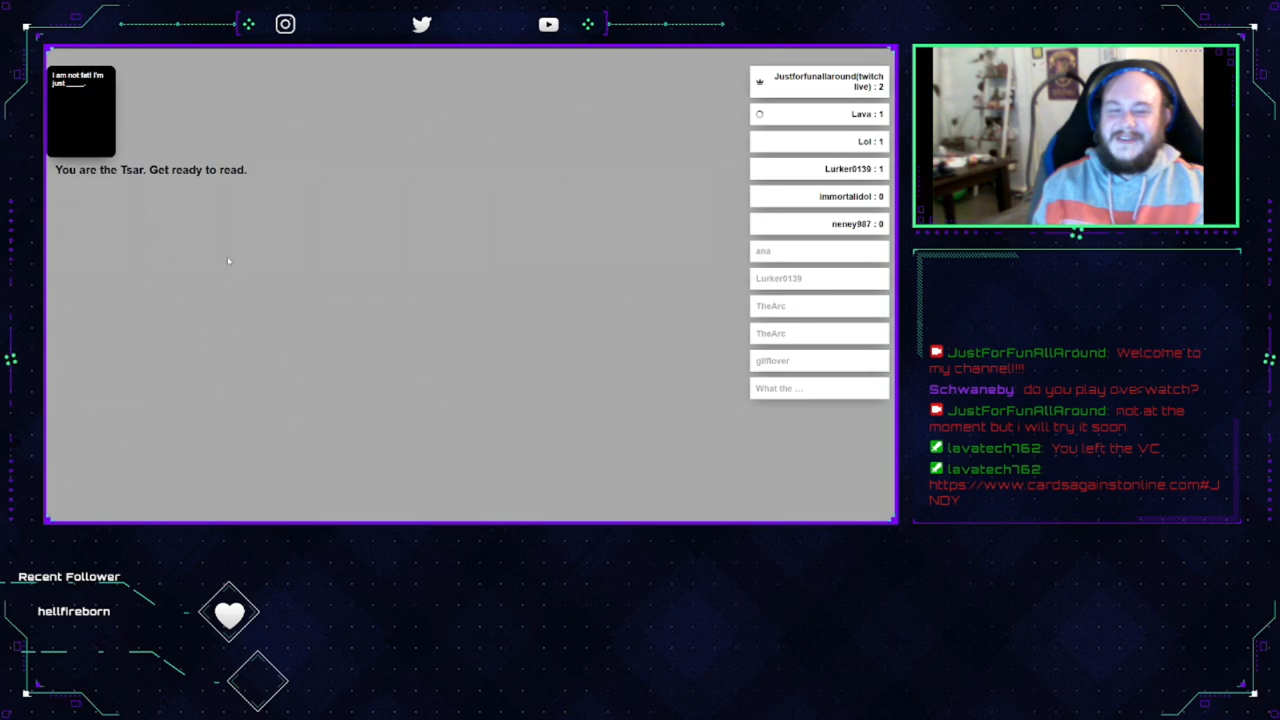 I am not fat! I'm
just ____.
You are the Tsar. Get ready to read.
Justforfunallaround(twitch
live) : 2
Lava : 1
Lol : 1
Lurker0139 : 1
immortalidol : 0
neney987 : 0
ana
Lurker0139
TheArc
TheArc
gilflover
What the ...
JustForFunAllAround: Welcome to
my channel!!!
Schwaneby: do you play overwatch?
JustForFunAllAround: not at the
moment but i will try it soon
lavatech762: You left the VC
lavatech762:
https://www.cardsagainstonline.com#J
NDY
Recent Follower
hellfireborn